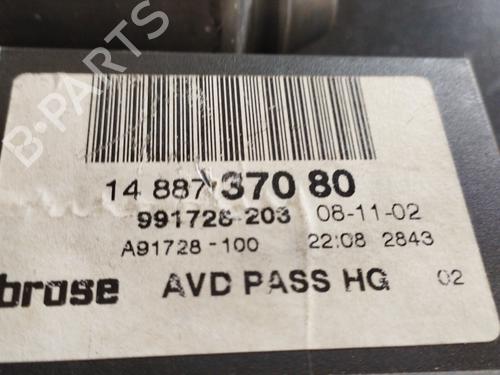 B-PARTS
14 887 370 80
991728-203 08-11-02
A91728-100 22:08 2843
brose AVD PASS HG 02